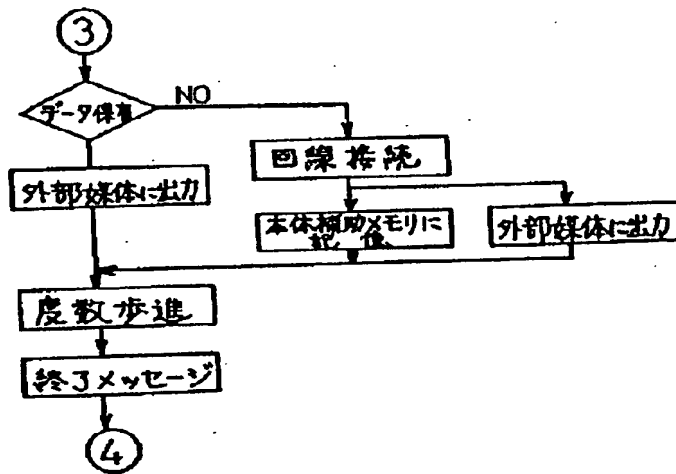 3
データ保有
NO
回線接続
外部媒体に出力
本体補助メモリに
記憶
外部媒体に出力
度数歩進
終了メッセージ
4